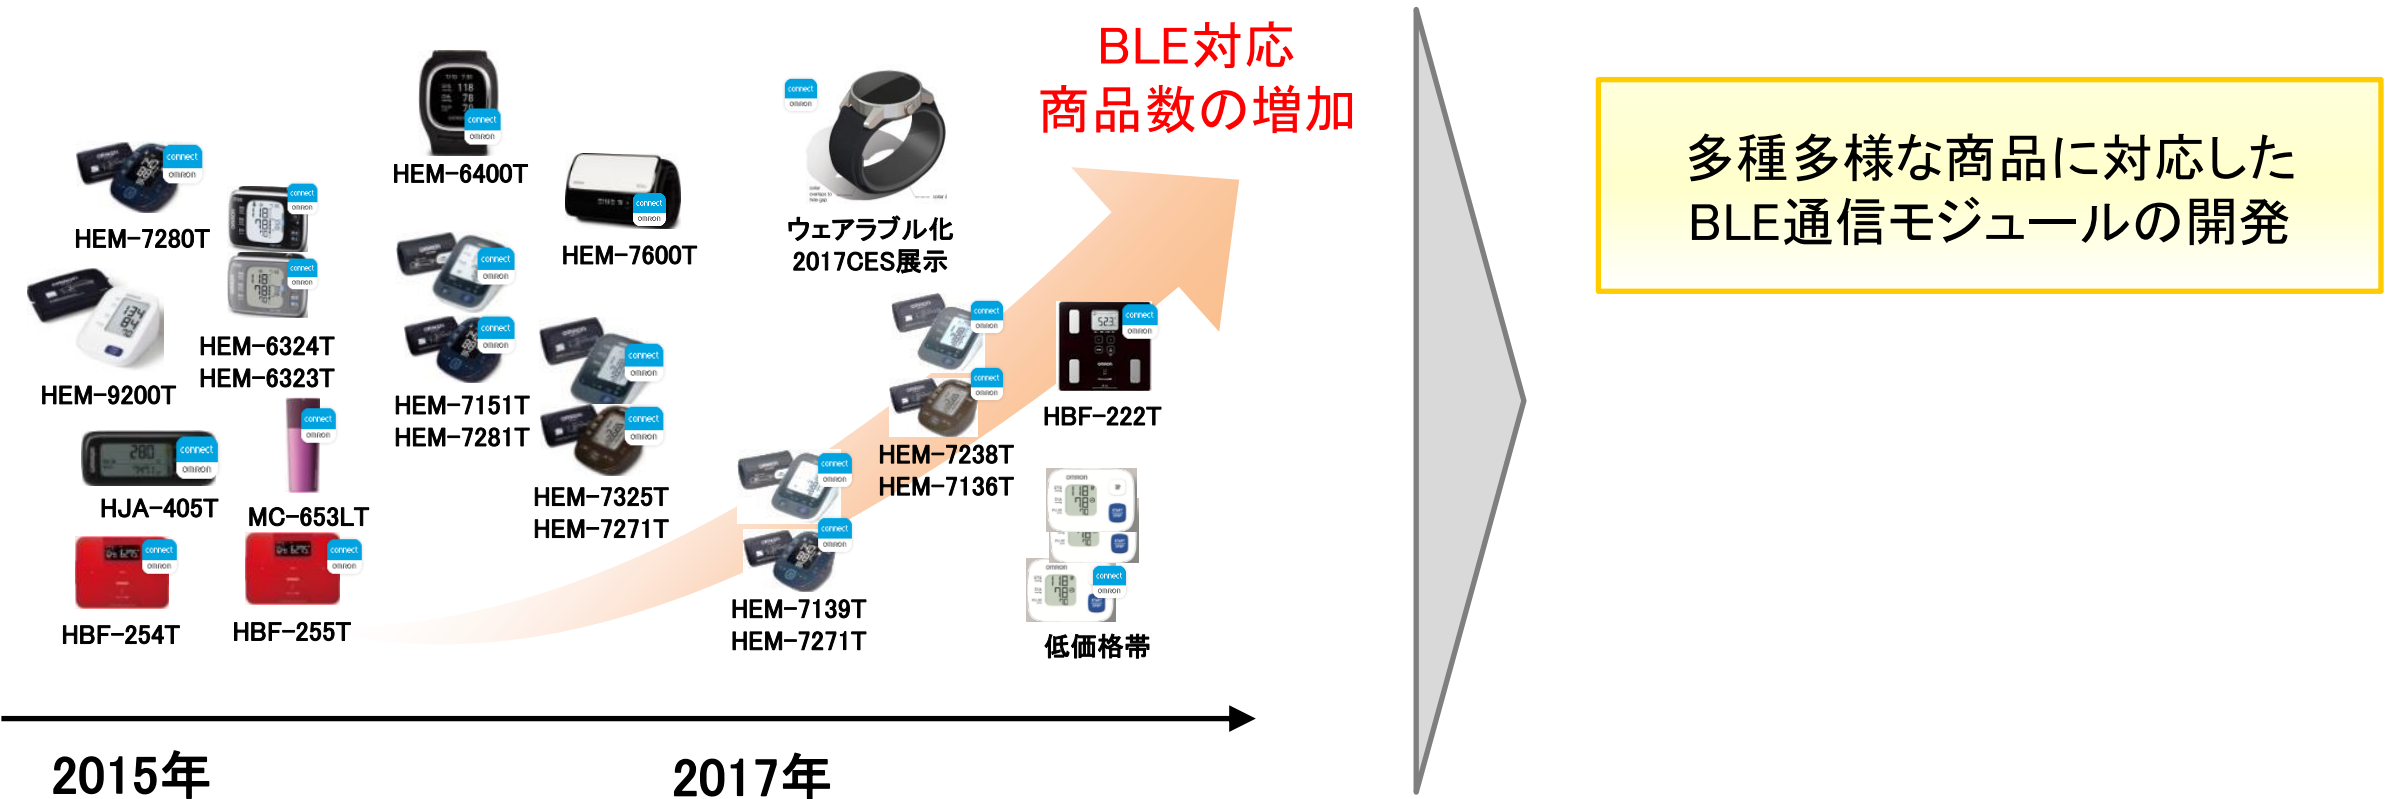 BLE対応
商品数の増加
多種多様な商品に対応した
BLE通信モジュールの開発
connect
OMRON
HEM-7280T
HEM-9200T
HEM-6324T
HEM-6323T
HJA-405T
MC-653LT
HBF-254T
HBF-255T
HEM-6400T
HEM-7600T
HEM-7151T
HEM-7281T
HEM-7325T
HEM-7271T
ウェアラブル化
2017CES展示
HEM-7139T
HEM-7271T
HEM-7238T
HEM-7136T
HBF-222T
低価格帯
2015年
2017年